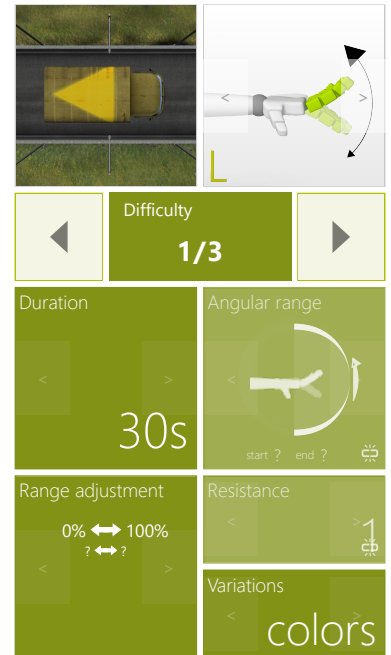 L
Difficulty
1/3
Duration
30s
Angular range
start ? end ?
Range adjustment
0% 100%
? ?
Resistance
1
Variations
colors